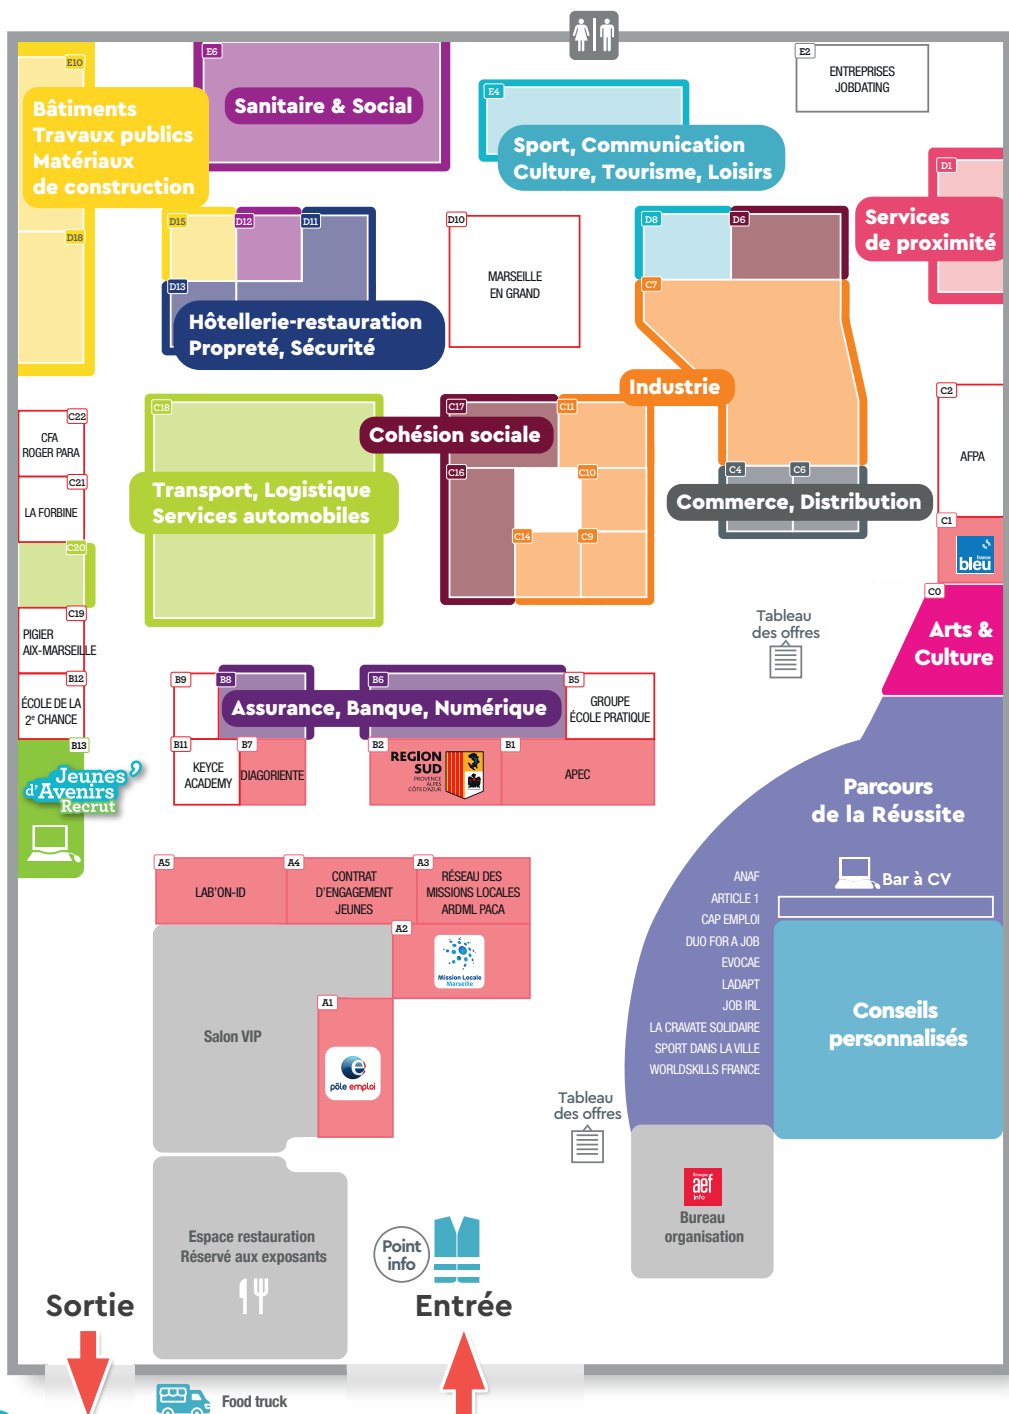 E10
Bâtiments
Travaux publics
Matériaux
de construction
D18
E6
Sanitaire & Social
E4
Sport, Communication
Culture, Tourisme, Loisirs
E2
ENTREPRISES
JOBDATING
D1
Services
de proximité
D15
D12
D11
D13
Hôtellerie-restauration
Propreté, Sécurité
D10
MARSEILLE
EN GRAND
D8
D6
C7
Industrie
C22
CFA
ROGER PARA
C21
LA FORBINE
C20
C19
PIGIER
AIX-MARSEILLE
B12
ÉCOLE DE LA
2e CHANCE
B13
Jeunes
d'Avenirs
Recrut
C18
Transport, Logistique
Services automobiles
C17
C11
Cohésion sociale
C16
C10
C14
C9
C4
C6
Commerce, Distribution
C2
AFPA
C1
france
bleu
C0
Arts &
Culture
Tableau
des offres
B9
B8
B6
B5
Assurance, Banque, Numérique
GROUPE
ÉCOLE PRATIQUE
B11
KEYCE
ACADEMY
B7
DIAGORIENTE
B2
REGION
SUD
PROVENCE
ALPES
CÔTE D'AZUR
B1
APEC
Parcours
de la Réussite
Bar à CV
ANAF
ARTICLE 1
CAP EMPLOI
DUO FOR A JOB
EVOCAE
LADAPT
JOB IRL
LA CRAVATE SOLIDAIRE
SPORT DANS LA VILLE
WORLDSKILLS FRANCE
Conseils
personnalisés
A5
LAB'ON-ID
A4
CONTRAT
D'ENGAGEMENT
JEUNES
A3
RÉSEAU DES
MISSIONS LOCALES
ARDML PACA
A2
Mission Locale
Marseille
A1
pôle emploi
Salon VIP
Tableau
des offres
Groupe
aef
info
Bureau
organisation
Espace restauration
Réservé aux exposants
Point
info
Sortie
Entrée
Food truck